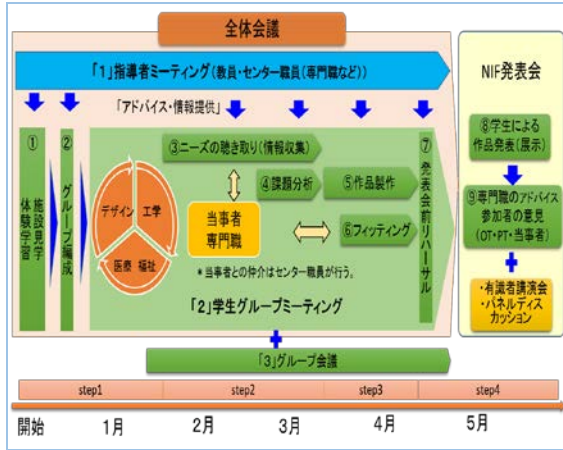 全体会議
「1」指導者ミーティング(教員・センター職員(専門職など))
「アドバイス・情報提供」
①
施設見学
体験学習
②
グループ編成
デザイン
工学
医療 福祉
③ニーズの聴き取り(情報収集)
④課題分析
⑤作品製作
当事者
専門職
⑥フィッティング
＊当事者との仲介はセンター職員が行う。
「2」学生グループミーティング
⑦発表会前リハーサル
「3」グループ会議
NIF発表会
⑧学生による
作品発表(展示)
⑨専門職のアドバイス
参加者の意見
(OT・PT・当事者)
・有識者講演会
・パネルディス
カッション
step1
step2
step3
step4
開始
1月
2月
3月
4月
5月